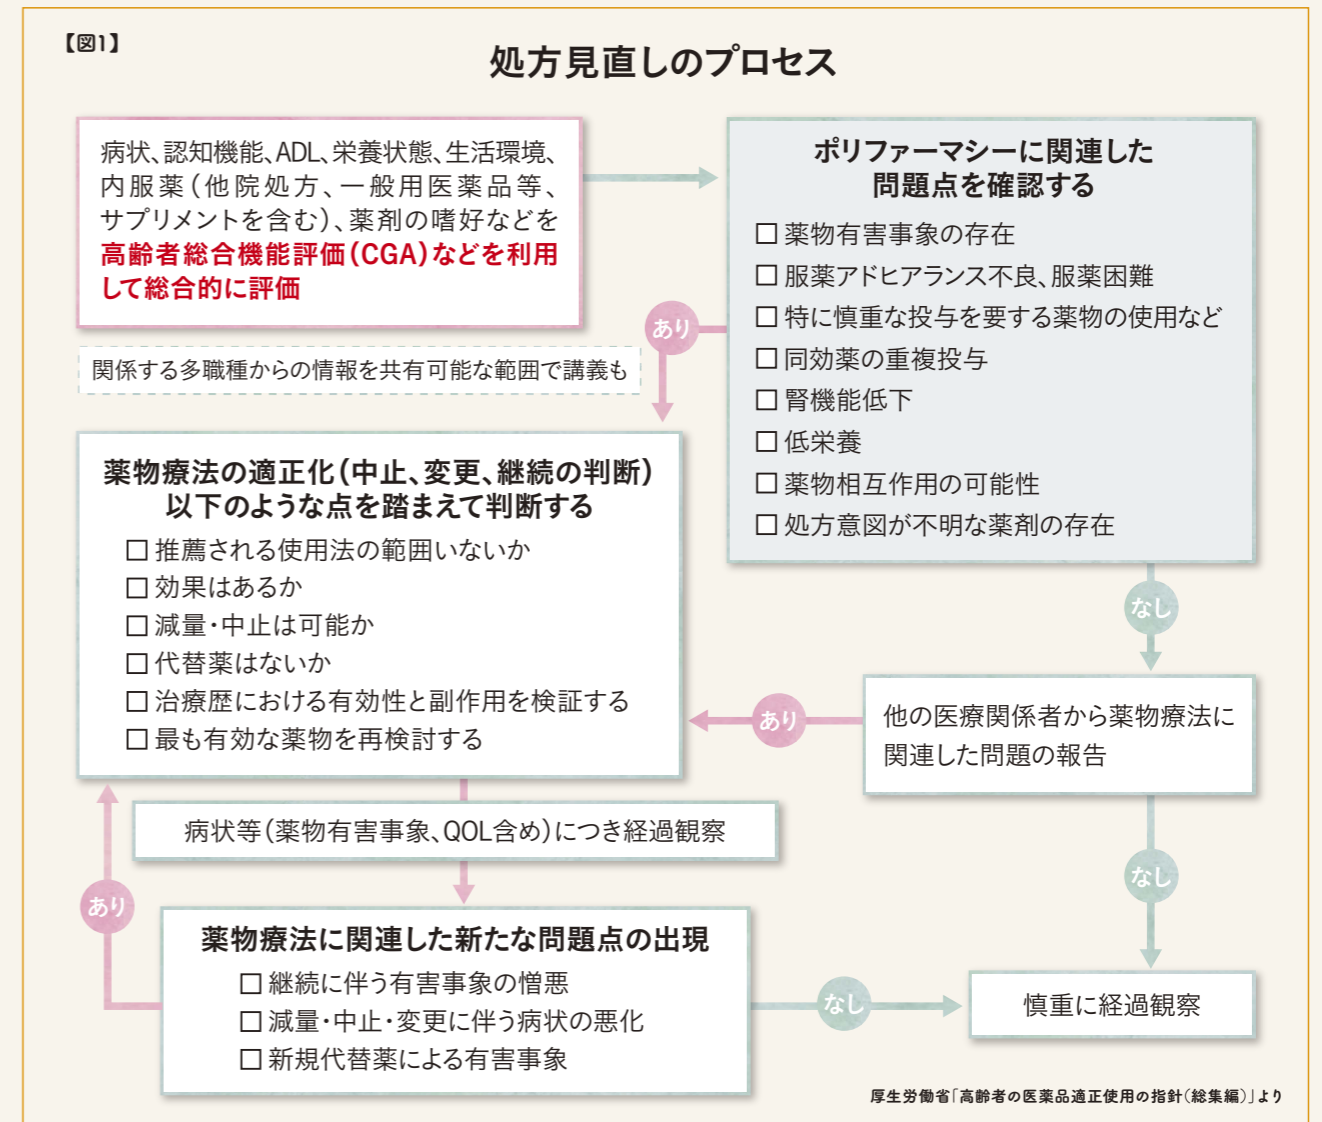 【図1】
処方見直しのプロセス
病状、認知機能、ADL、栄養状態、生活環境、
内服薬（他院処方、一般用医薬品等、
サプリメントを含む）、薬剤の嗜好などを
高齢者総合機能評価（CGA）などを利用
して総合的に評価
関係する多職種からの情報を共有可能な範囲で講義も
ポリファーマシーに関連した
問題点を確認する
□ 薬物有害事象の存在
□ 服薬アドヒアランス不良、服薬困難
□ 特に慎重な投与を要する薬物の使用など
□ 同効薬の重複投与
□ 腎機能低下
□ 低栄養
□ 薬物相互作用の可能性
□ 処方意図が不明な薬剤の存在
あり
なし
薬物療法の適正化（中止、変更、継続の判断）
以下のような点を踏まえて判断する
□ 推薦される使用法の範囲いないか
□ 効果はあるか
□ 減量・中止は可能か
□ 代替薬はないか
□ 治療歴における有効性と副作用を検証する
□ 最も有効な薬物を再検討する
あり
他の医療関係者から薬物療法に
関連した問題の報告
病状等（薬物有害事象、QOL含め）につき経過観察
なし
あり
薬物療法に関連した新たな問題点の出現
□ 継続に伴う有害事象の憎悪
□ 減量・中止・変更に伴う病状の悪化
□ 新規代替薬による有害事象
なし
慎重に経過観察
厚生労働省「高齢者の医薬品適正使用の指針（総集編）」より